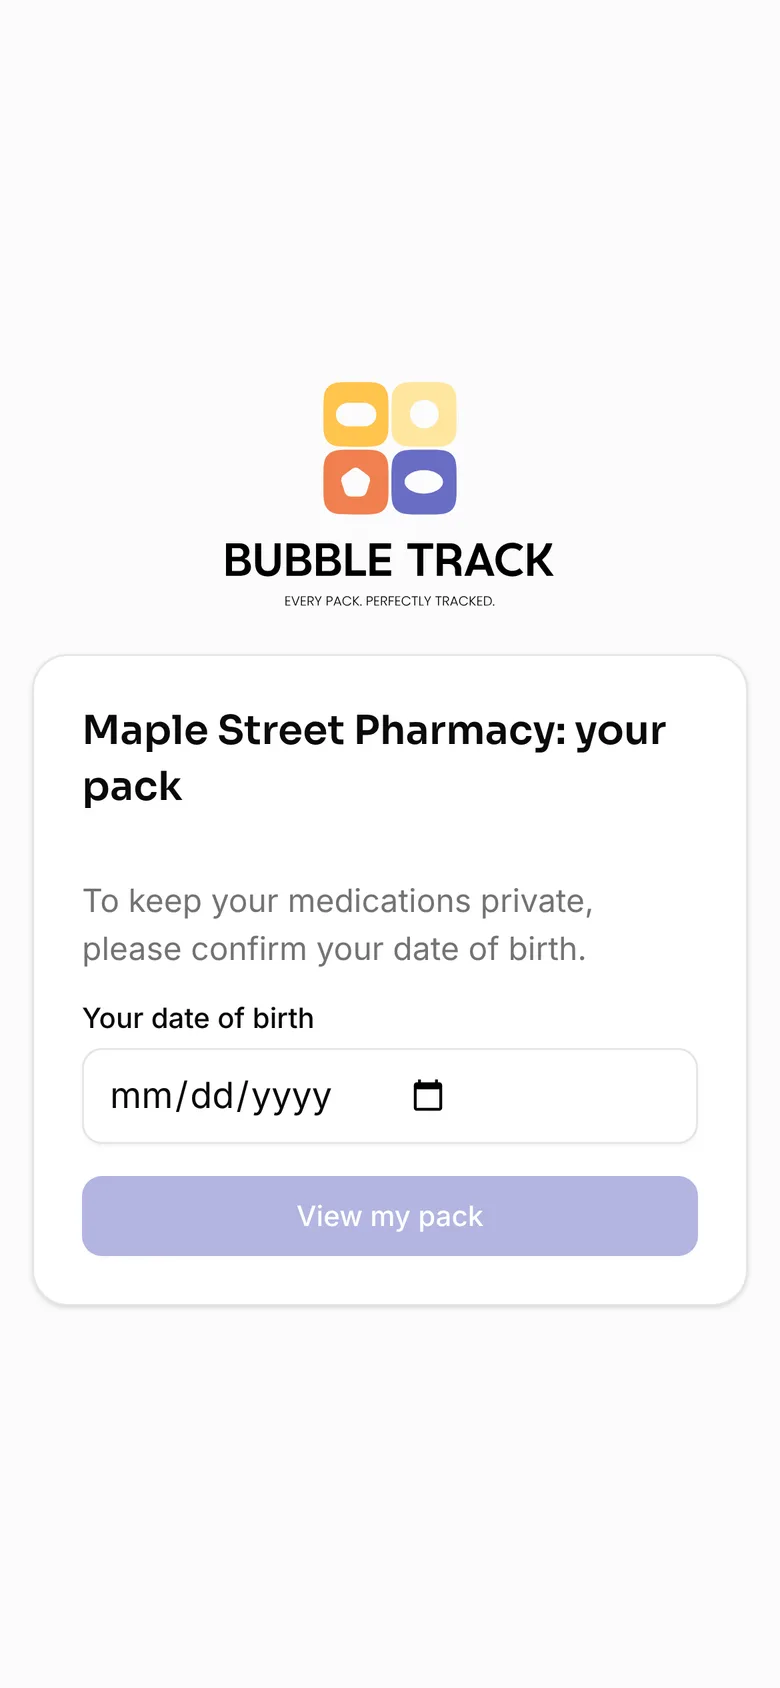 BUBBLE TRACK
EVERY PACK. PERFECTLY TRACKED.
Maple Street Pharmacy: your
pack
To keep your medications private,
please confirm your date of birth.
Your date of birth
mm/dd/yyyy
View my pack